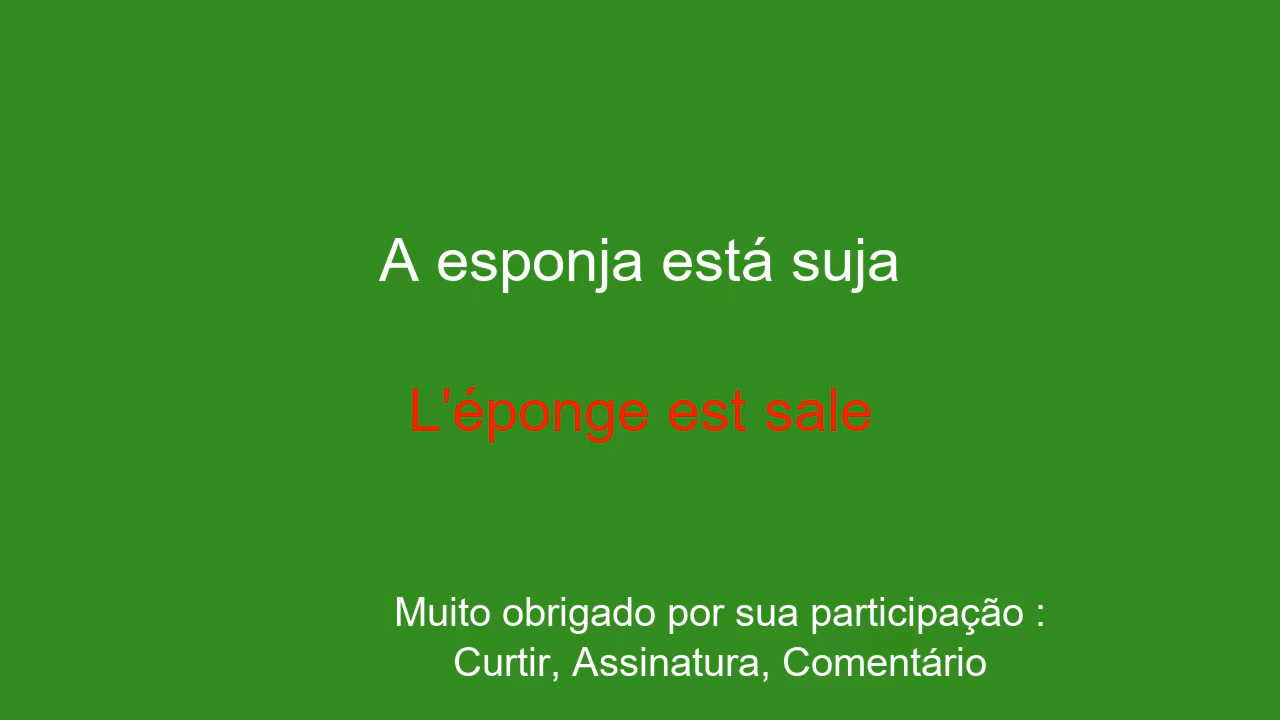 A esponja está suja
L'éponge est sale
Muito obrigado por sua participação :
Curtir, Assinatura, Comentário